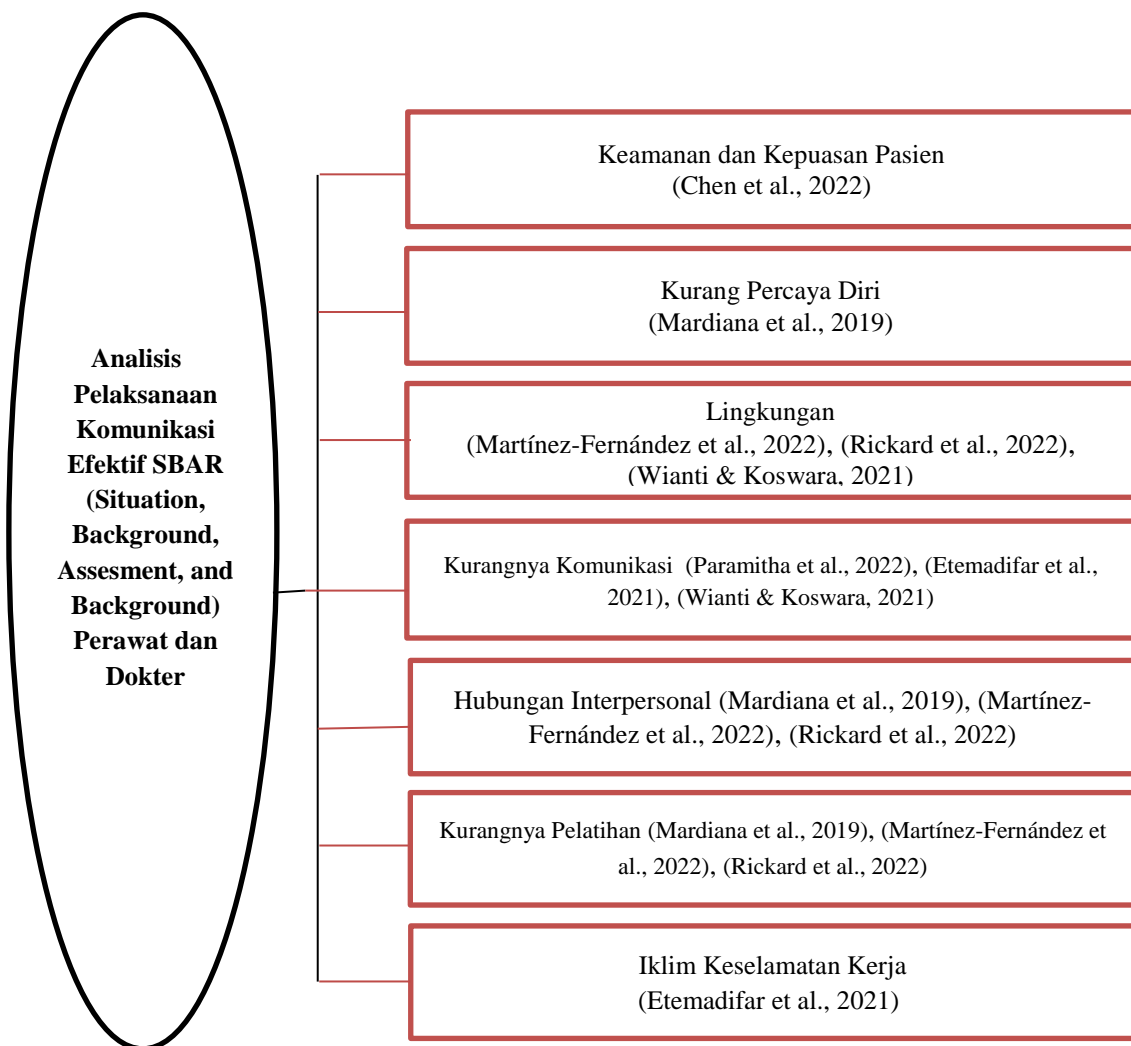 Analisis
Pelaksanaan
Komunikasi
Efektif SBAR
(Situation,
Background,
Assesment, and
Background)
Perawat dan
Dokter
Keamanan dan Kepuasan Pasien
(Chen et al., 2022)
Kurang Percaya Diri
(Mardiana et al., 2019)
Lingkungan
(Martínez-Fernández et al., 2022), (Rickard et al., 2022),
(Wianti & Koswara, 2021)
Kurangnya Komunikasi (Paramitha et al., 2022), (Etemadifar et al.,
2021), (Wianti & Koswara, 2021)
Hubungan Interpersonal (Mardiana et al., 2019), (Martínez-
Fernández et al., 2022), (Rickard et al., 2022)
Kurangnya Pelatihan (Mardiana et al., 2019), (Martínez-Fernández et
al., 2022), (Rickard et al., 2022)
Iklim Keselamatan Kerja
(Etemadifar et al., 2021)